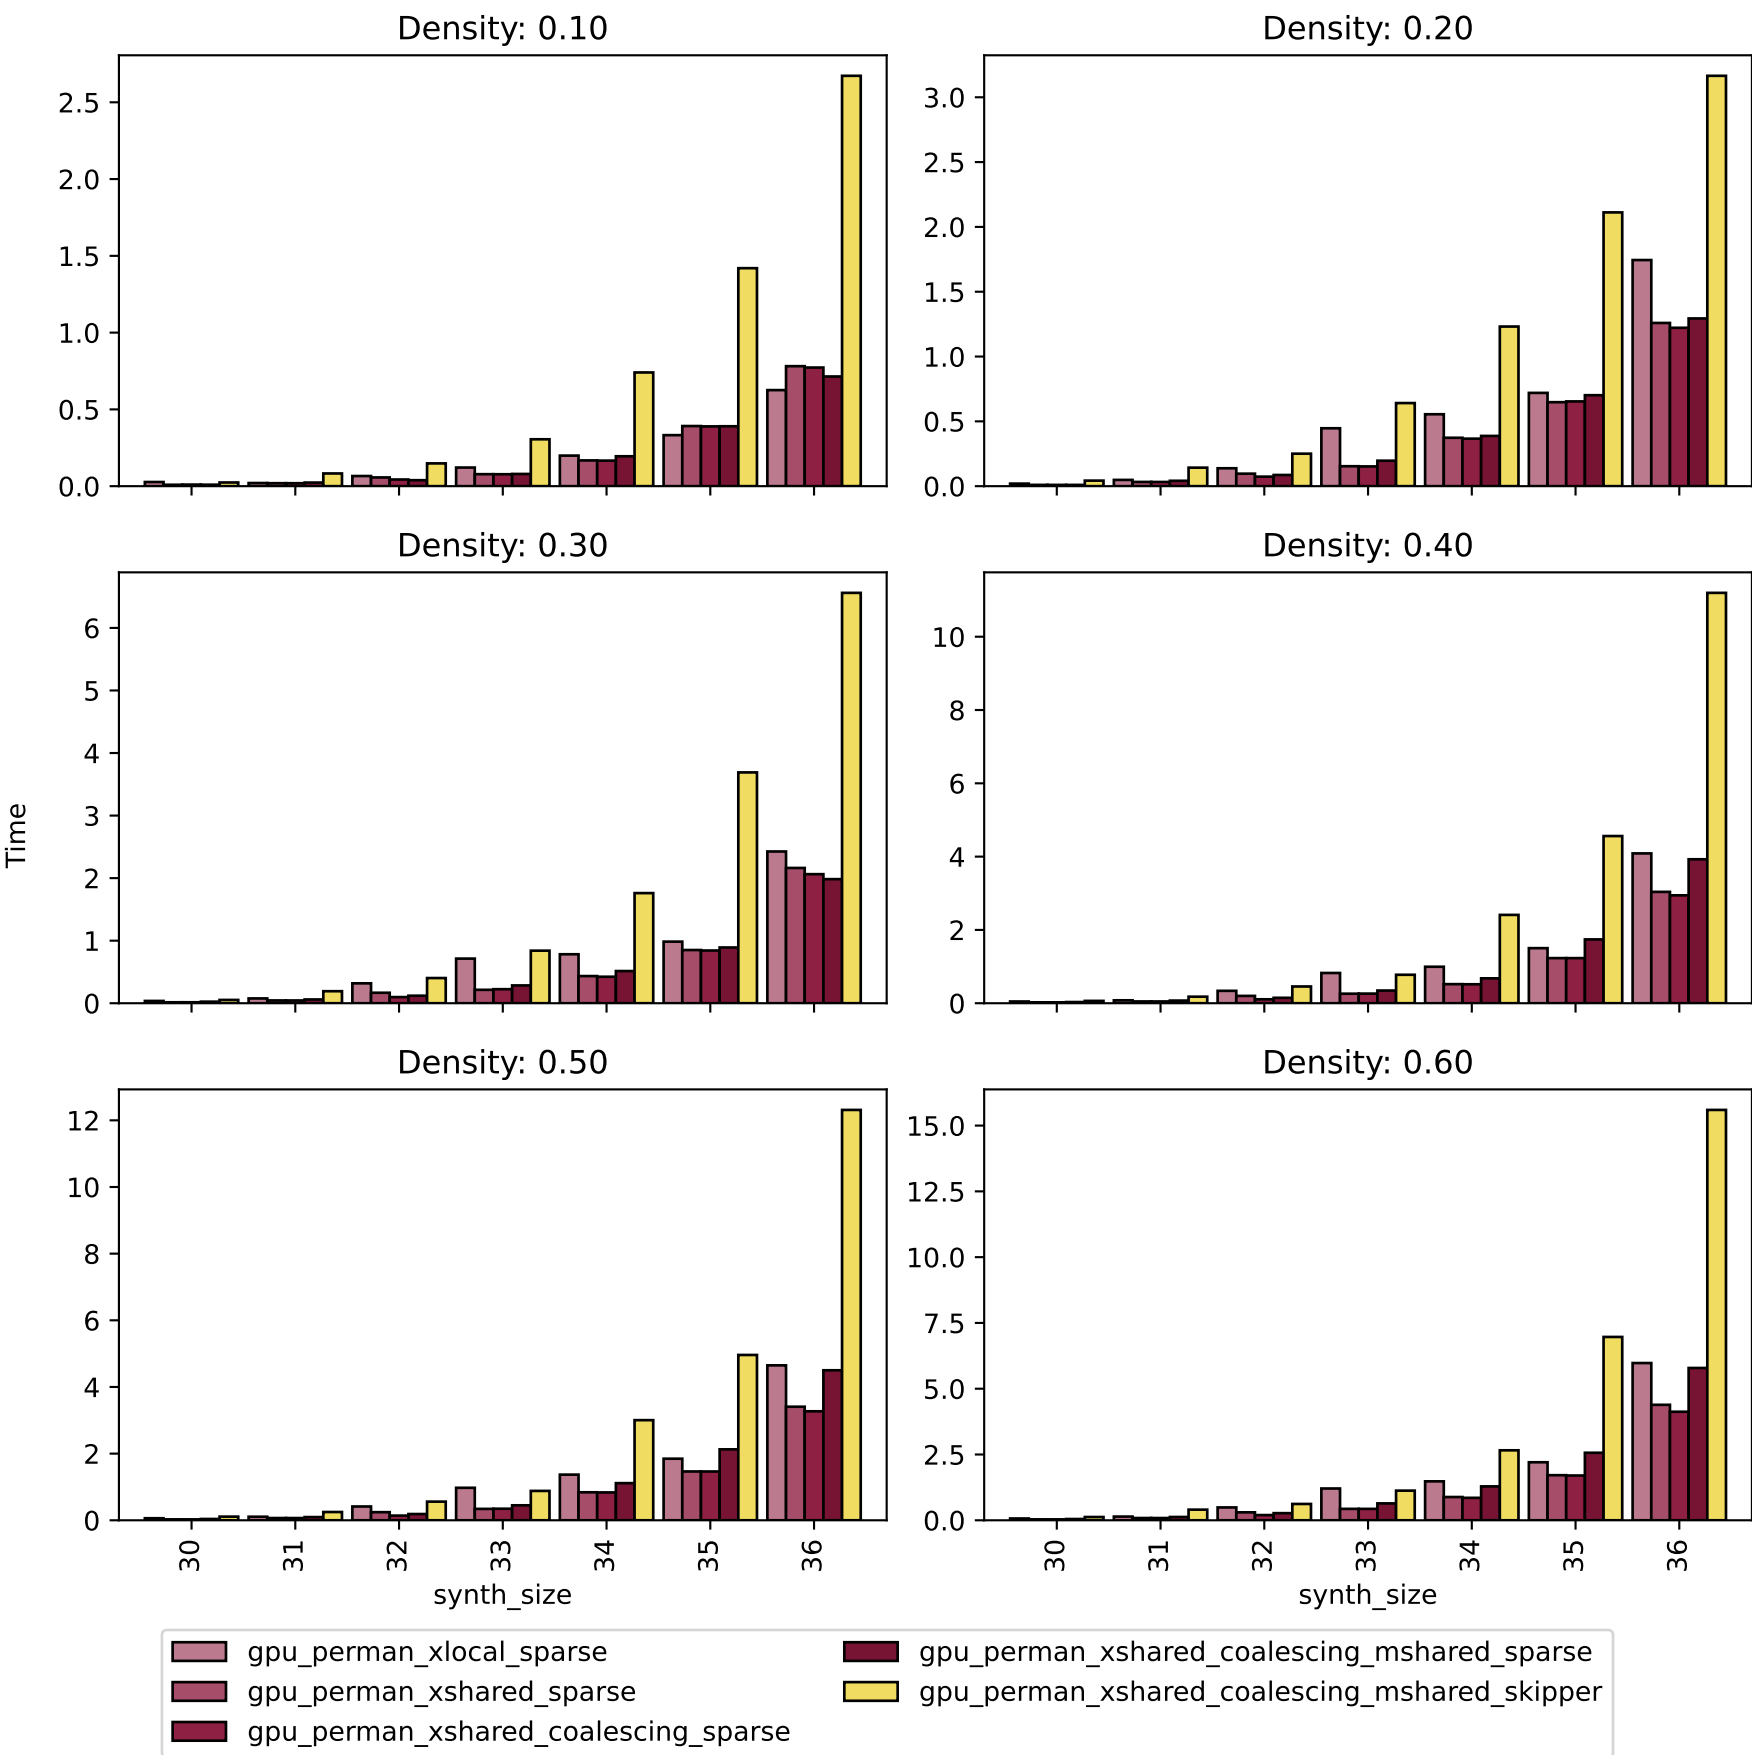 Density: 0.10
Density: 0.20
2.5
2.0
1.5
1.0
0.5
0.0
3.0
2.5
2.0
1.5
1.0
0.5
0.0
Density: 0.30
Density: 0.40
Time
6
5
4
3
2
1
0
10
8
6
4
2
0
Density: 0.50
Density: 0.60
12
10
8
6
4
2
0
15.0
12.5
10.0
7.5
5.0
2.5
0.0
30 31 32 33 34 35 36
30 31 32 33 34 35 36
synth_size
synth_size
gpu_perman_xlocal_sparse
gpu_perman_xshared_sparse
gpu_perman_xshared_coalescing_sparse
gpu_perman_xshared_coalescing_mshared_sparse
gpu_perman_xshared_coalescing_mshared_skipper